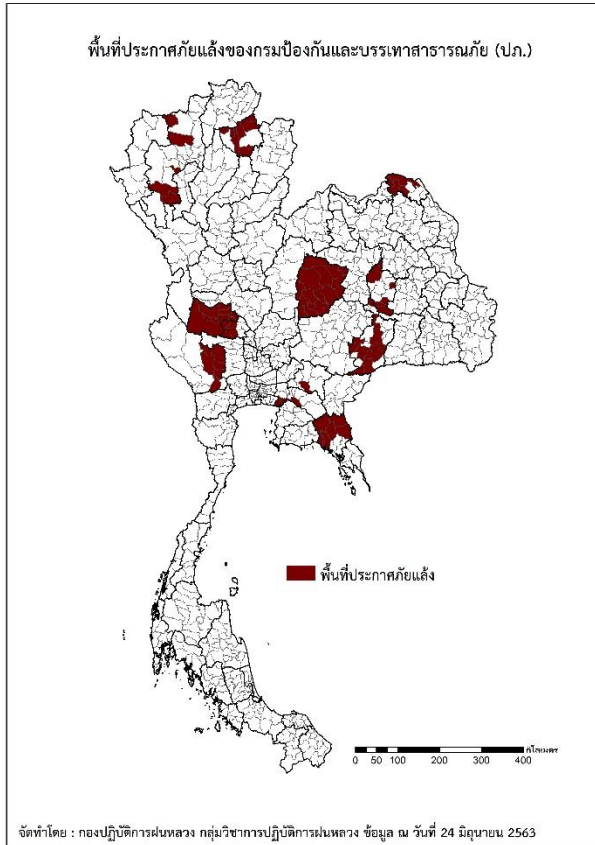 พื้นที่ประกาศภัยแล้งของกรมป้องกันและบรรเทาสาธารณภัย (ปภ.)
พื้นที่ประกาศภัยแล้ง
กิโลเมตร
0 50 100 200 300 400
จัดทำโดย : กองปฏิบัติการฝนหลวง กลุ่มวิชาการปฏิบัติการฝนหลวง ข้อมูล ณ วันที่ 24 มิถุนายน 2563